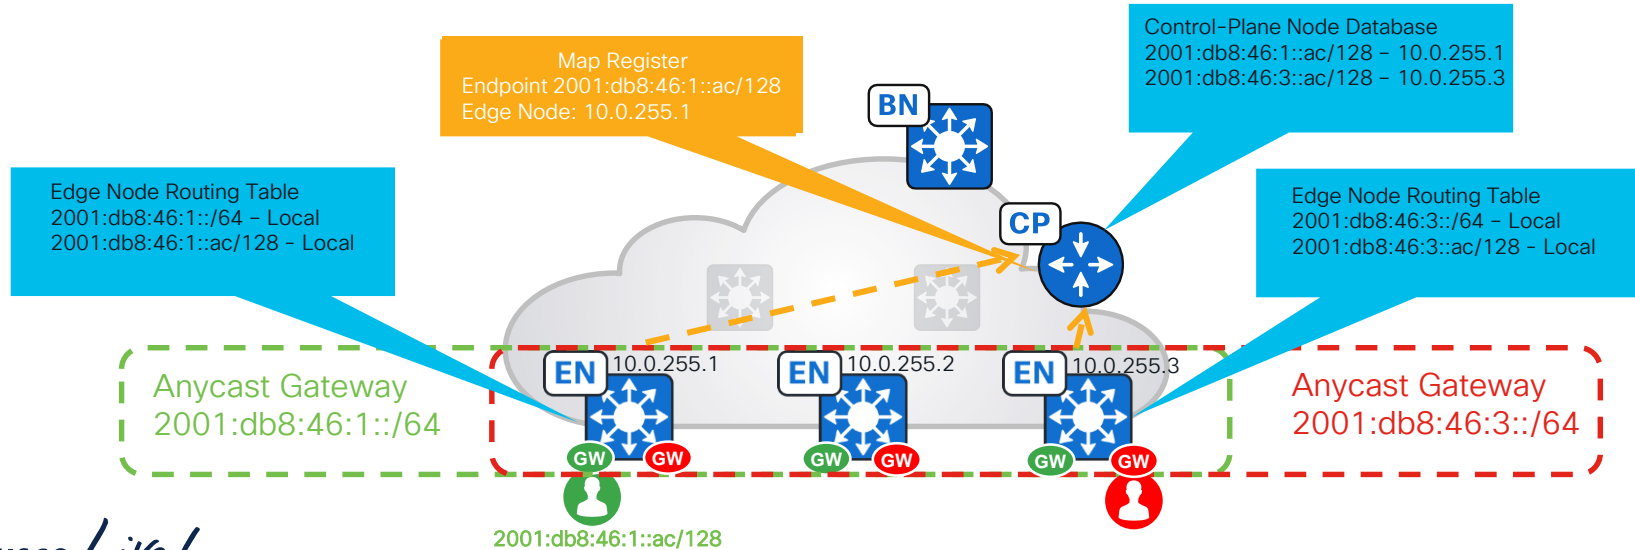 Control-Plane Node Database
2001:db8:46:1::ac/128 – 10.0.255.1
2001:db8:46:3::ac/128 – 10.0.255.3
Map Register
Endpoint 2001:db8:46:1::ac/128
Edge Node: 10.0.255.1
BN
Edge Node Routing Table
2001:db8:46:1::/64 – Local
2001:db8:46:1::ac/128 - Local
Edge Node Routing Table
2001:db8:46:3::/64 – Local
2001:db8:46:3::ac/128 - Local
CP
EN
10.0.255.1
EN
10.0.255.2
EN
10.0.255.3
Anycast Gateway
2001:db8:46:1::/64
Anycast Gateway
2001:db8:46:3::/64
GW
GW
GW
GW
GW
GW
2001:db8:46:1::ac/128